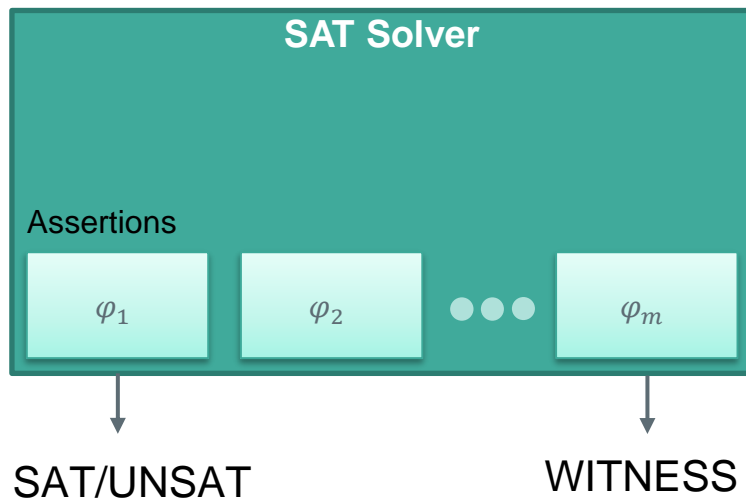 SAT Solver
Assertions
φ₁ φ₂ φₘ
SAT/UNSAT WITNESS